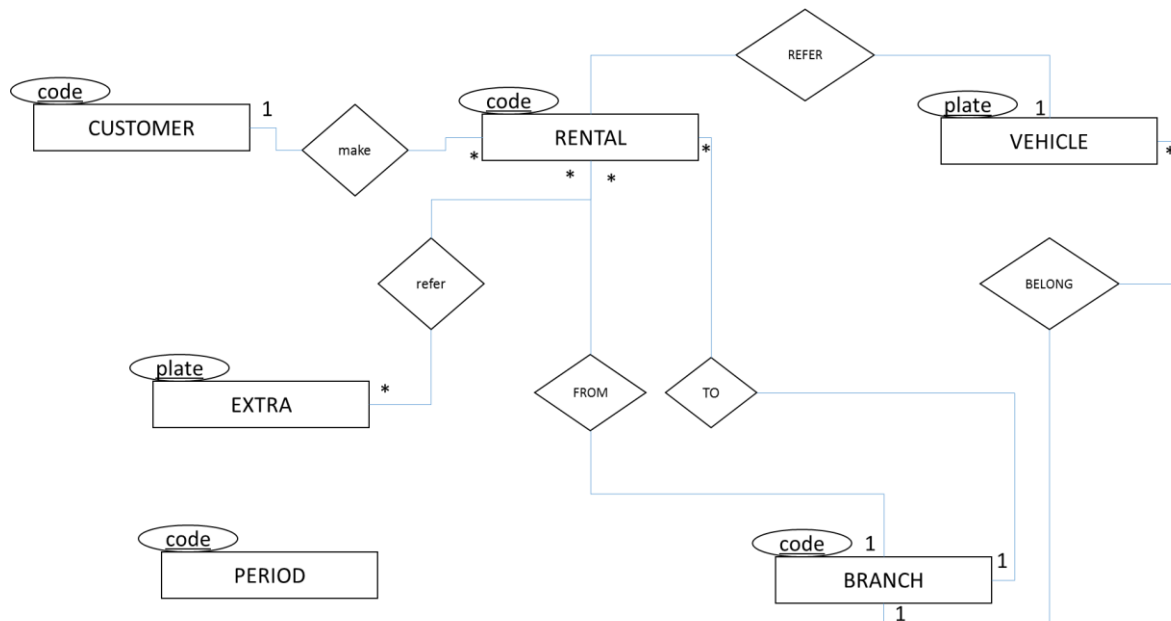 REFER
code
CUSTOMER
1
make
*
code
RENTAL
*
*
*
plate
1
VEHICLE
*
refer
BELONG
plate
*
EXTRA
FROM
TO
code
PERIOD
code
1
1
BRANCH
1